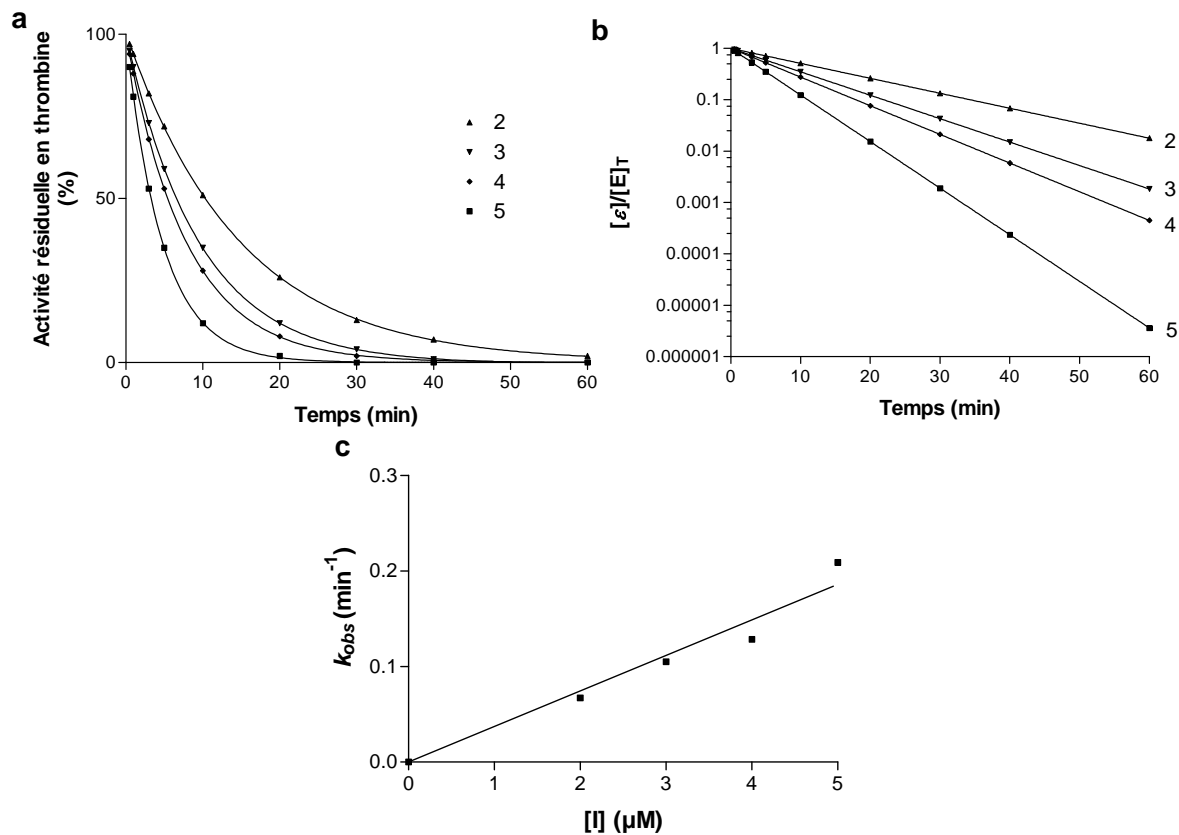 a
Activité résiduelle en thrombine
(%)
100
50
0
0 10 20 30 40 50 60
Temps (min)
2
3
4
5
b
[ε]/[E]T
1
0.1
0.01
0.001
0.0001
0.00001
0.000001
0 10 20 30 40 50 60
Temps (min)
2
3
4
5
c
kobs (min-1)
0.3
0.2
0.1
0.0
0 1 2 3 4 5
[I] (µM)